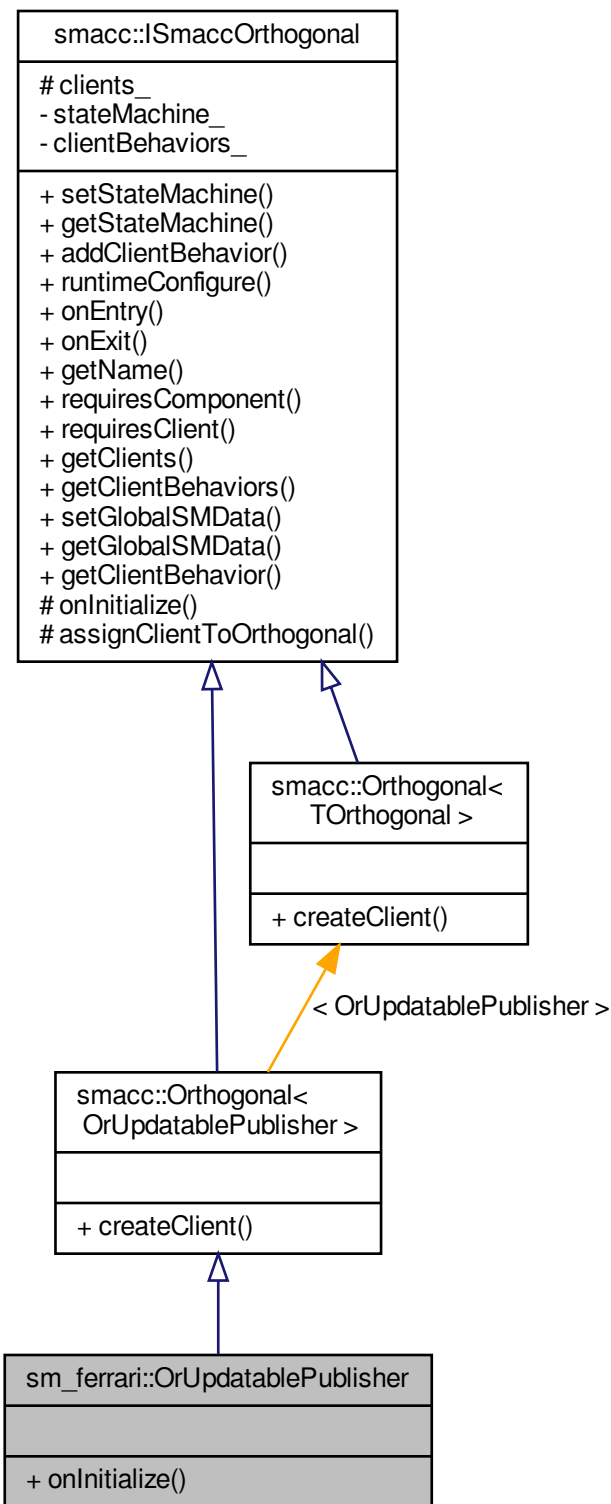 smacc::ISmaccOrthogonal
# clients_
- stateMachine_
- clientBehaviors_
+ setStateMachine()
+ getStateMachine()
+ addClientBehavior()
+ runtimeConfigure()
+ onEntry()
+ onExit()
+ getName()
+ requiresComponent()
+ requiresClient()
+ getClients()
+ getClientBehaviors()
+ setGlobalSMData()
+ getGlobalSMData()
+ getClientBehavior()
# onInitialize()
# assignClientToOrthogonal()
smacc::Orthogonal<
TOrthogonal >
+ createClient()
< OrUpdatablePublisher >
smacc::Orthogonal<
OrUpdatablePublisher >
+ createClient()
sm_ferrari::OrUpdatablePublisher
+ onInitialize()